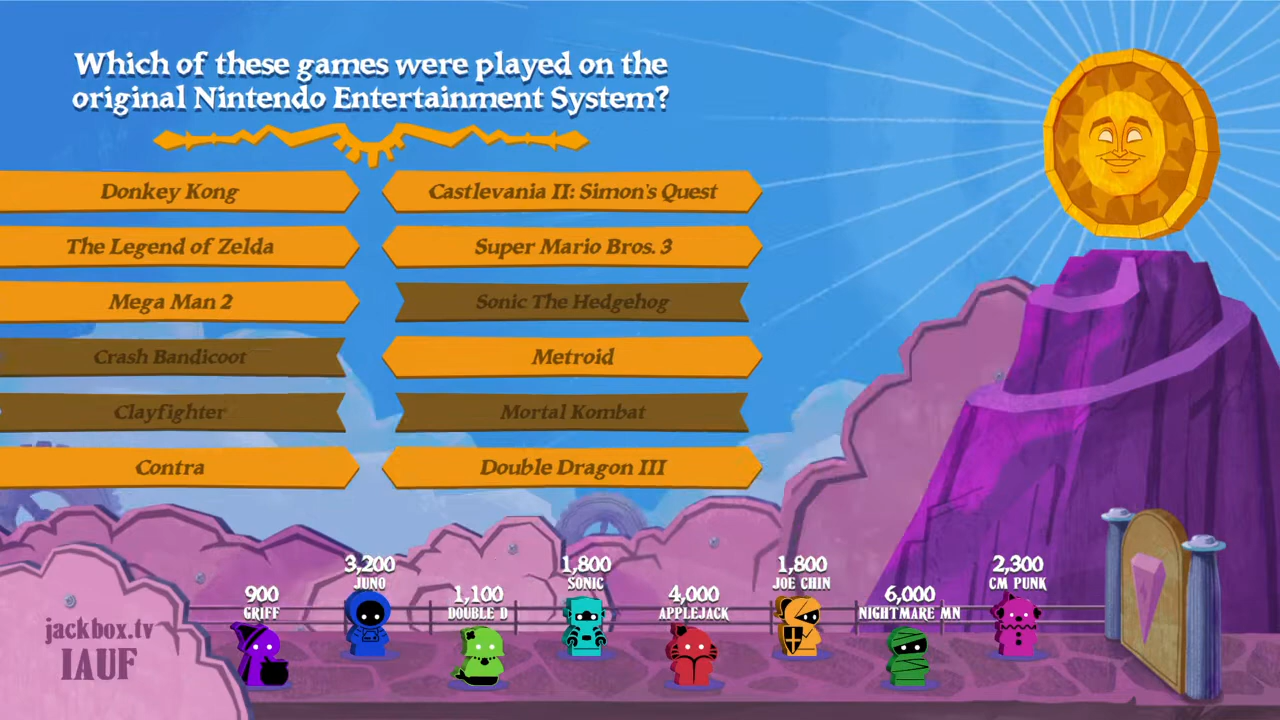 Which of these games were played on the
original Nintendo Entertainment System?
Donkey Kong
Castlevania II: Simon's Quest
The Legend of Zelda
Super Mario Bros. 3
Mega Man 2
Sonic The Hedgehog
Crash Bandicoot
Metroid
Clayfighter
Mortal Kombat
Contra
Double Dragon III
900
GRIFF
3,200
JUNO
1,100
DOUBLE D
1,800
SONIC
4,000
APPLEJACK
1,800
JOE CHIN
6,000
NIGHTMARE MN
2,300
CM PUNK
jackbox.tv
IAUF